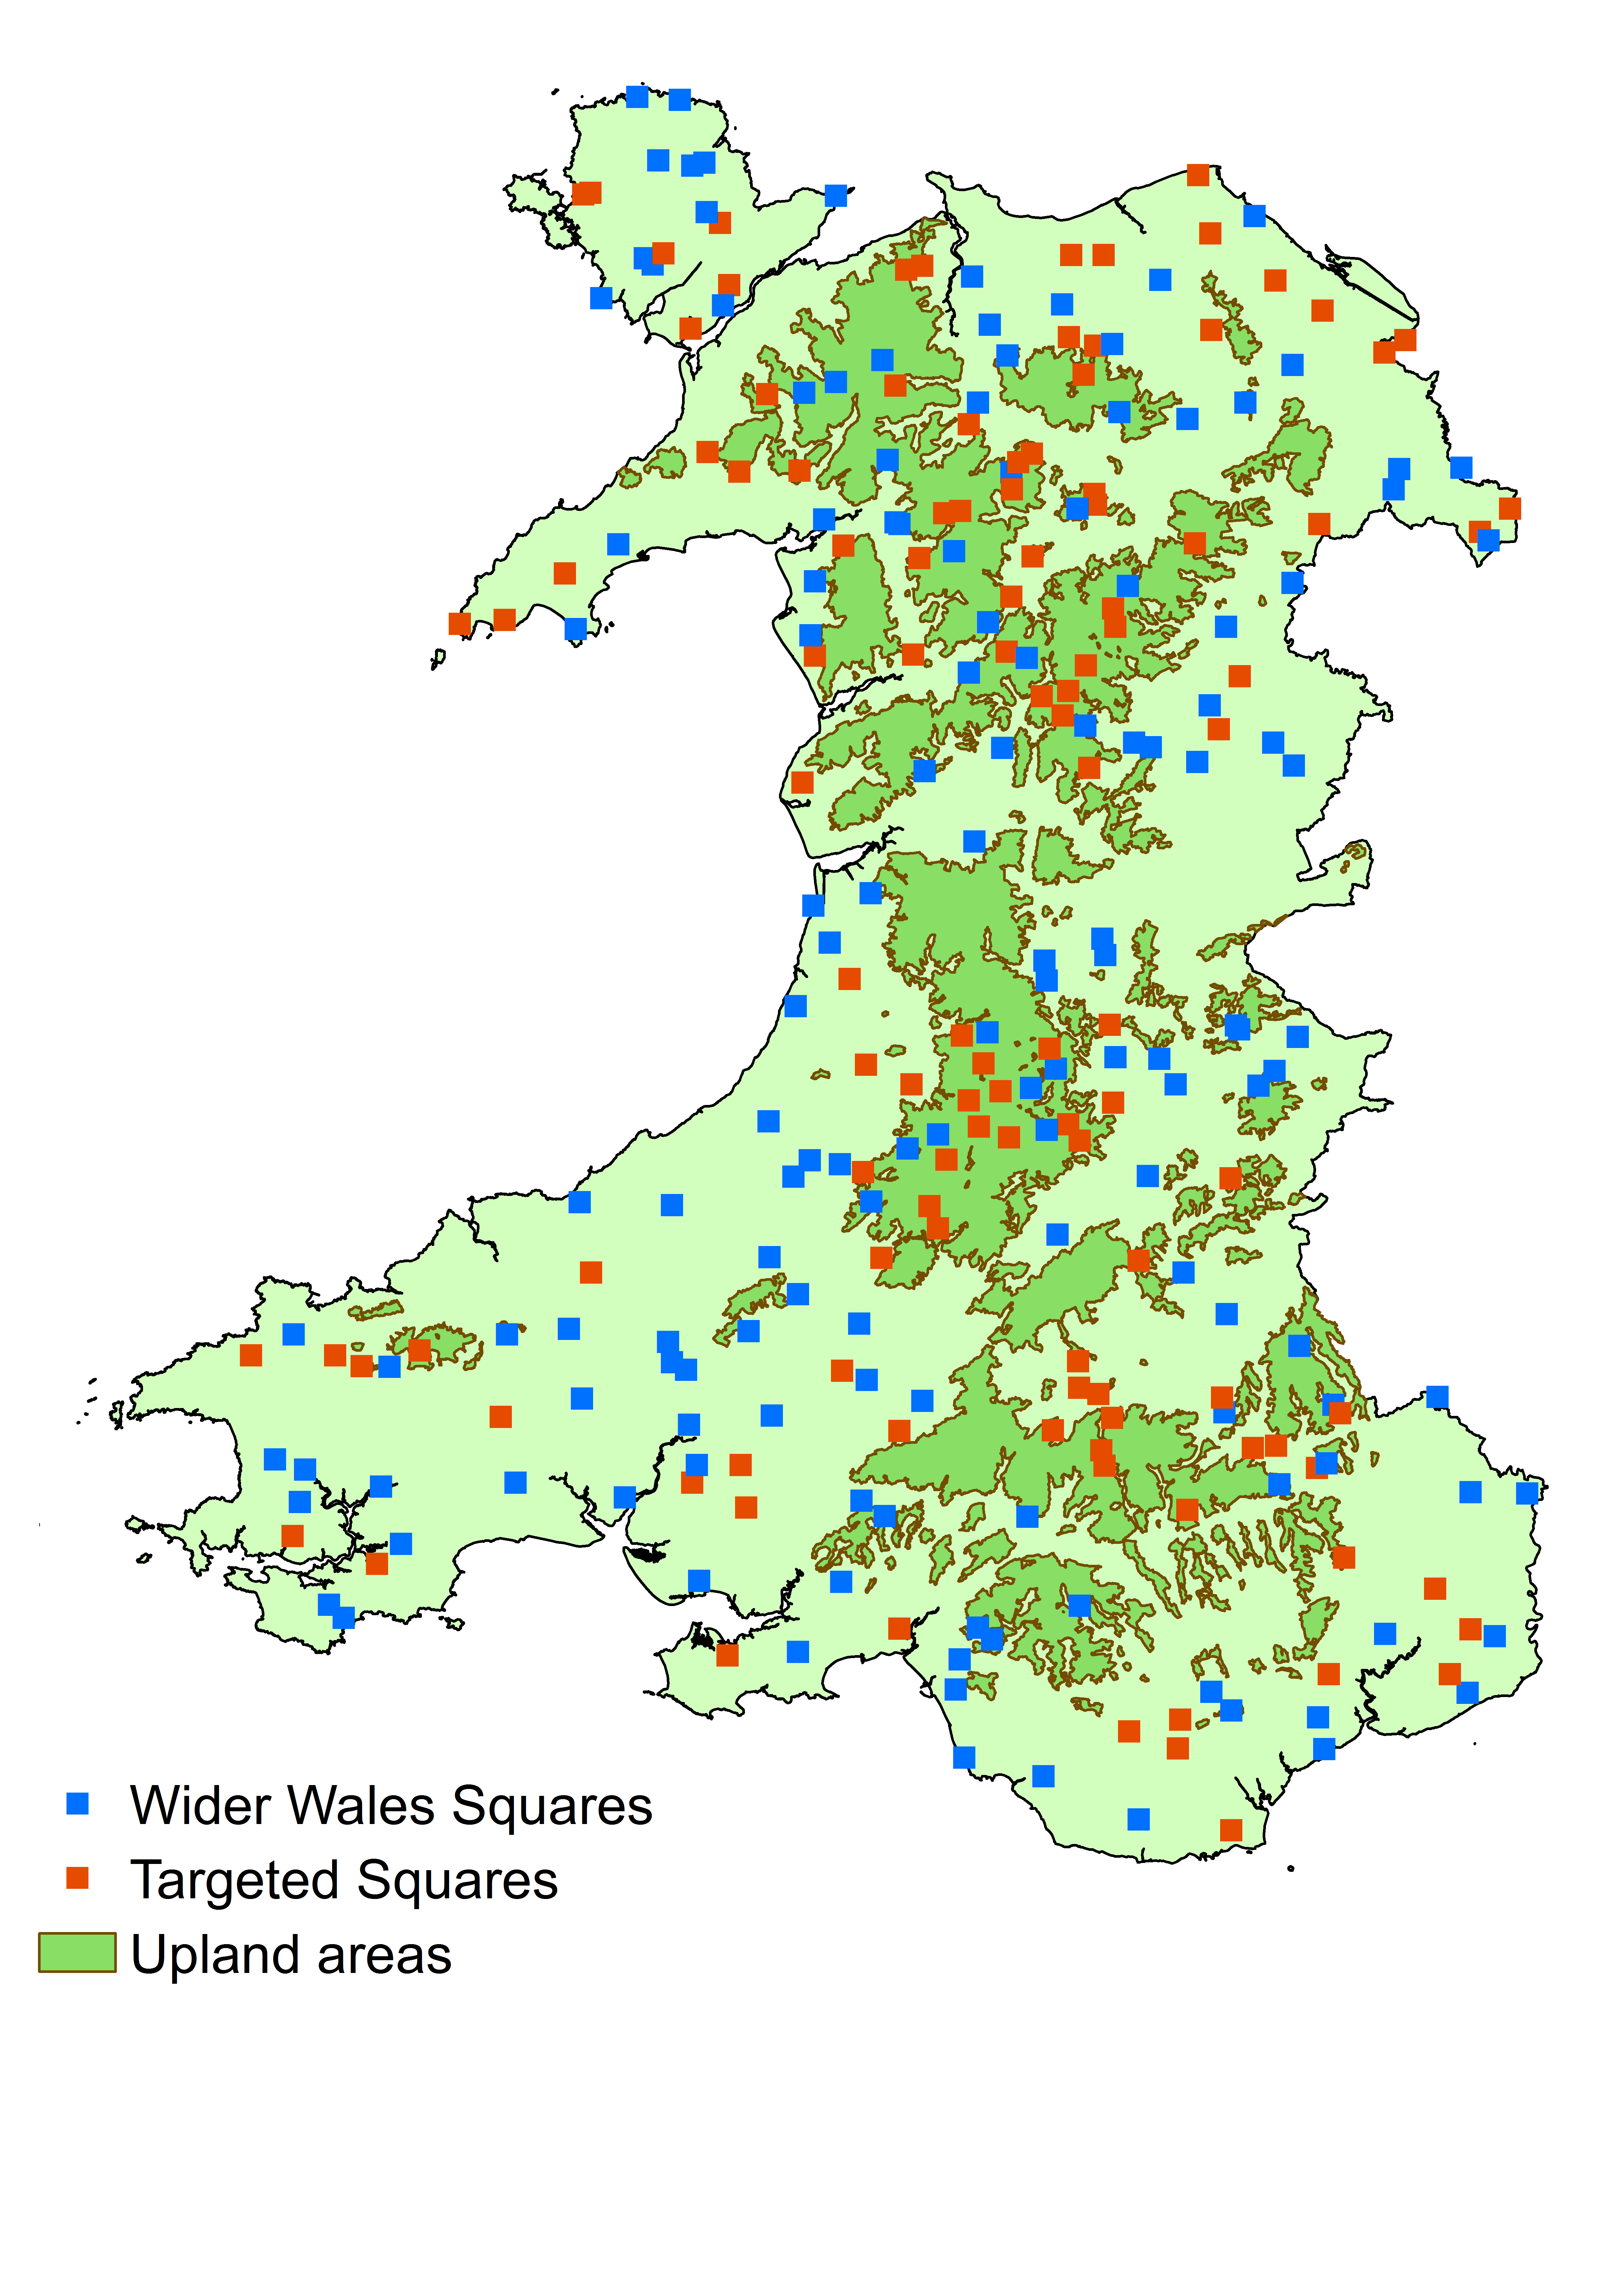 Wider Wales Squares
Targeted Squares
Upland areas